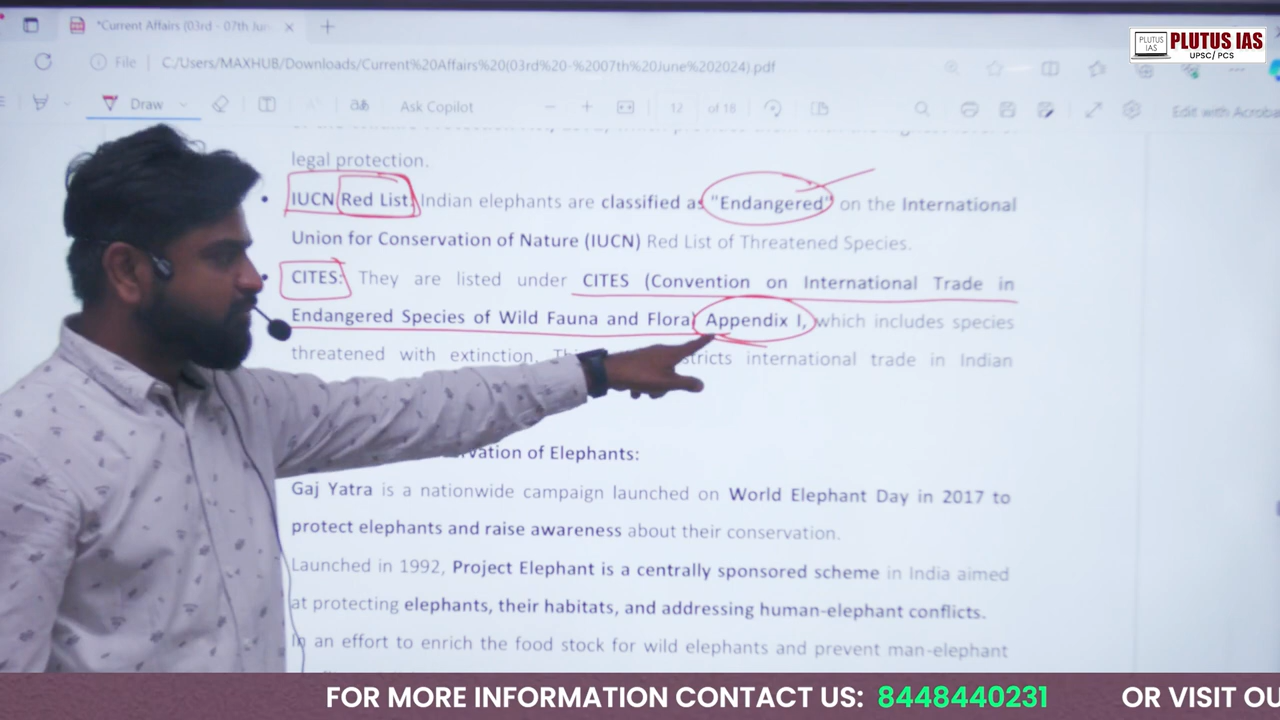 *Current Affairs (03rd - 07th Jun
PLUTUS IAS
PLUTUS IAS
UPSC/ PCS
File C:/Users/MAXHUB/Downloads/Current%20 %20-%2007th%20June%202024).pdf
Draw Ask Copilot 12 of 18 Edit with Acroba
legal protection.
• IUCN Red List Indian elephants are classified as "Endangered" on the International
Union for Conservation of Nature (IUCN) Red List of Threatened Species.
• CITES: They are listed under CITES (Convention on International Trade in
Endangered Species of Wild Fauna and Flora) Appendix I, which includes species
threatened with extinction. international trade in Indian
of Elephants:
Gaj Yatra is a nationwide campaign launched on World Elephant Day in 2017 to
protect elephants and raise awareness about their conservation.
Launched in 1992, Project Elephant is a centrally sponsored scheme in India aimed
at protecting elephants, their habitats, and addressing human-elephant conflicts.
In an effort to enrich the food stock for wild elephants and prevent man-elephant
FOR MORE INFORMATION CONTACT US: 8448440231 OR VISIT OU